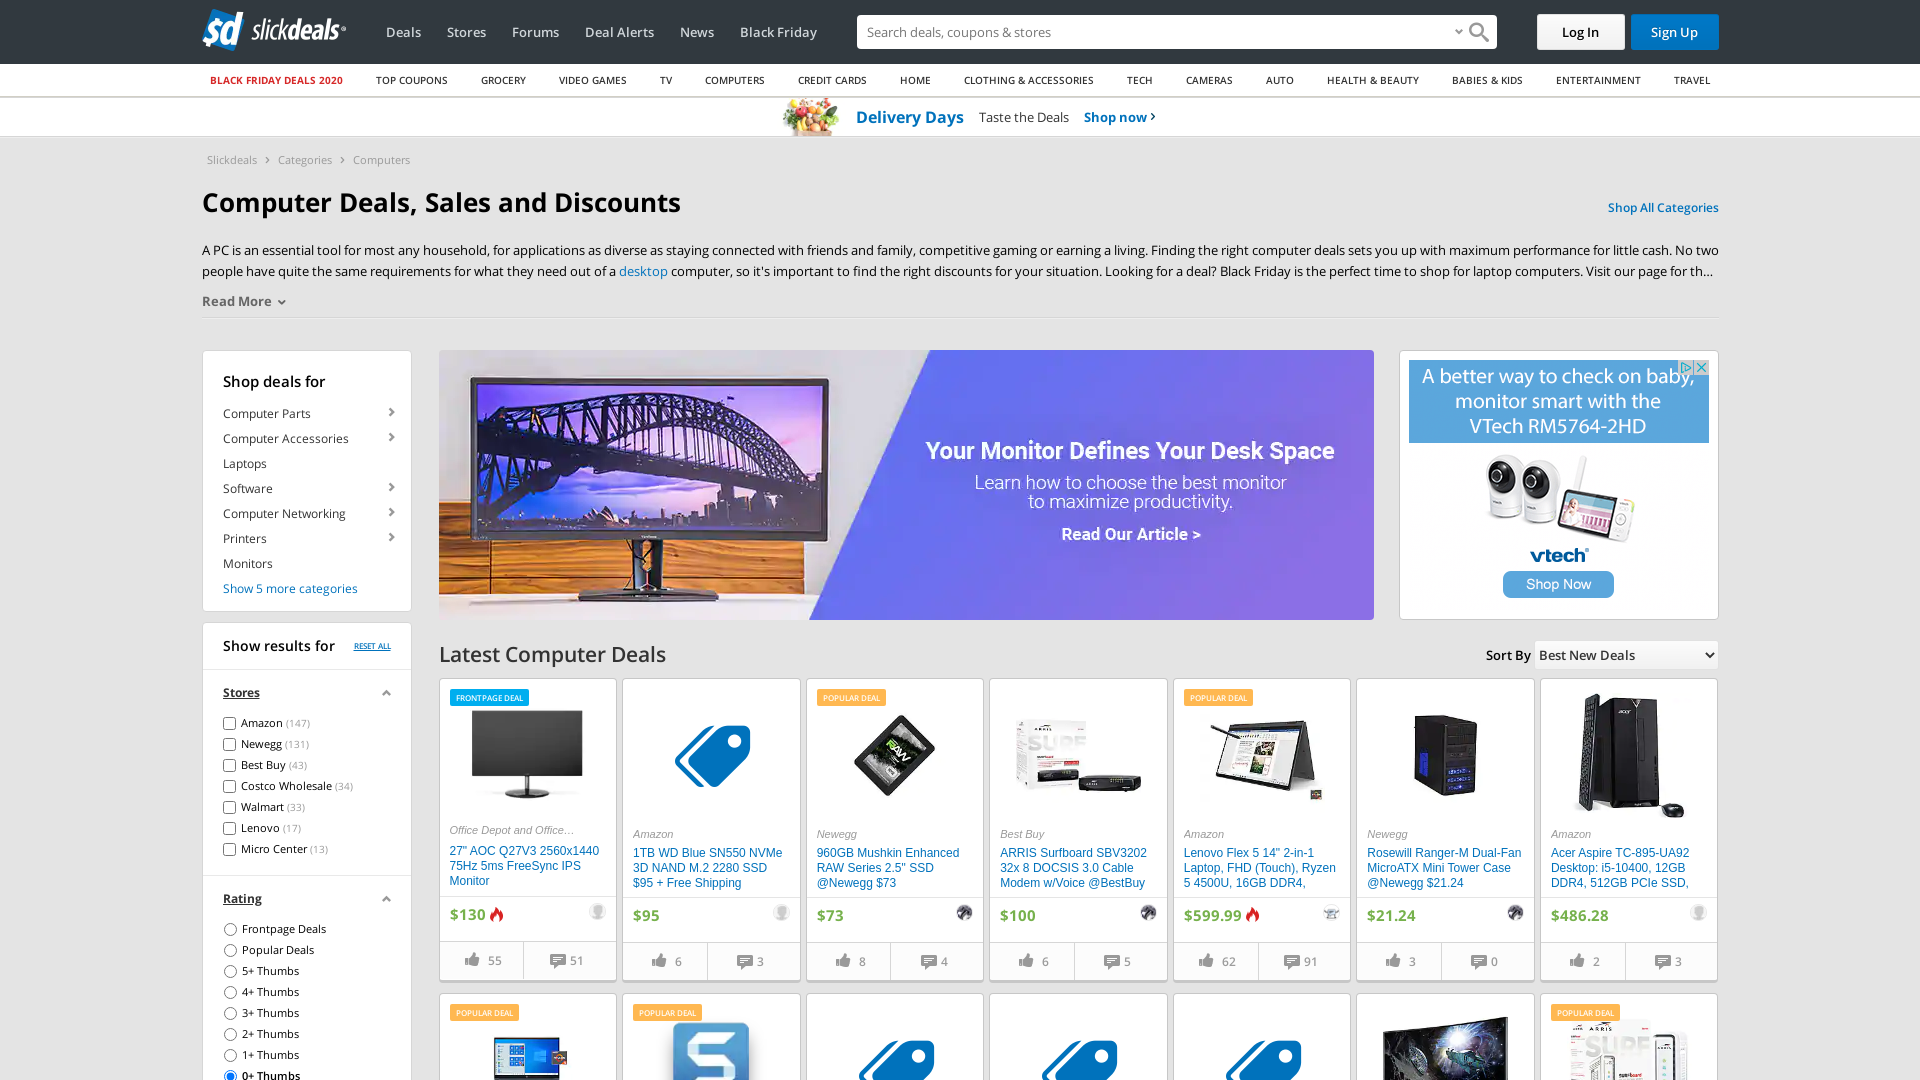 slickdeals
Deals Stores Forums Deal Alerts News Black Friday
Search deals, coupons & stores
Log In Sign Up
BLACK FRIDAY DEALS 2020 TOP COUPONS GROCERY VIDEO GAMES TV COMPUTERS CREDIT CARDS HOME CLOTHING & ACCESSORIES TECH CAMERAS AUTO HEALTH & BEAUTY BABIES & KIDS ENTERTAINMENT TRAVEL
Delivery Days Taste the Deals Shop now
Slickdeals Categories Computers
Computer Deals, Sales and Discounts
Shop All Categories
A PC is an essential tool for most any household, for applications as diverse as staying connected with friends and family, competitive gaming or earning a living. Finding the right computer deals sets you up with maximum performance for little cash. No two
people have quite the same requirements for what they need out of a desktop computer, so it's important to find the right discounts for your situation. Looking for a deal? Black Friday is the perfect time to shop for laptop computers. Visit our page for th...
Read More
Shop deals for
Computer Parts
Computer Accessories
Laptops
Software
Computer Networking
Printers
Monitors
Show 5 more categories
Show results for RESET ALL
Stores
Amazon (147)
Newegg (131)
Best Buy (43)
Costco Wholesale (34)
Walmart (33)
Lenovo (17)
Micro Center (13)
Rating
Frontpage Deals
Popular Deals
5+ Thumbs
4+ Thumbs
3+ Thumbs
2+ Thumbs
1+ Thumbs
0+ Thumbs
Your Monitor Defines Your Desk Space
Learn how to choose the best monitor
to maximize productivity.
Read Our Article >
A better way to check on baby,
monitor smart with the
VTech RM5764-2HD
vtech
Shop Now
Latest Computer Deals
Sort By Best New Deals
FRONTPAGE DEAL
Office Depot and Office...
27" AOC Q27V3 2560x1440
75Hz 5ms FreeSync IPS
Monitor
$130
55 51
Amazon
1TB WD Blue SN550 NVMe
3D NAND M.2 2280 SSD
$95 + Free Shipping
$95
6 3
POPULAR DEAL
RAW
Newegg
960GB Mushkin Enhanced
RAW Series 2.5" SSD
@Newegg $73
$73
8 4
ARRIS
SURF
Best Buy
ARRIS Surfboard SBV3202
32x 8 DOCSIS 3.0 Cable
Modem w/Voice @BestBuy
$100
6 5
POPULAR DEAL
Amazon
Lenovo Flex 5 14" 2-in-1
Laptop, FHD (Touch), Ryzen
5 4500U, 16GB DDR4,
$599.99
62 91
Newegg
Rosewill Ranger-M Dual-Fan
MicroATX Mini Tower Case
@Newegg $21.24
$21.24
3 0
acer
Amazon
Acer Aspire TC-895-UA92
Desktop: i5-10400, 12GB
DDR4, 512GB PCIe SSD,
$486.28
2 3
POPULAR DEAL
POPULAR DEAL
S
POPULAR DEAL
ARRIS ARRIS
SURF